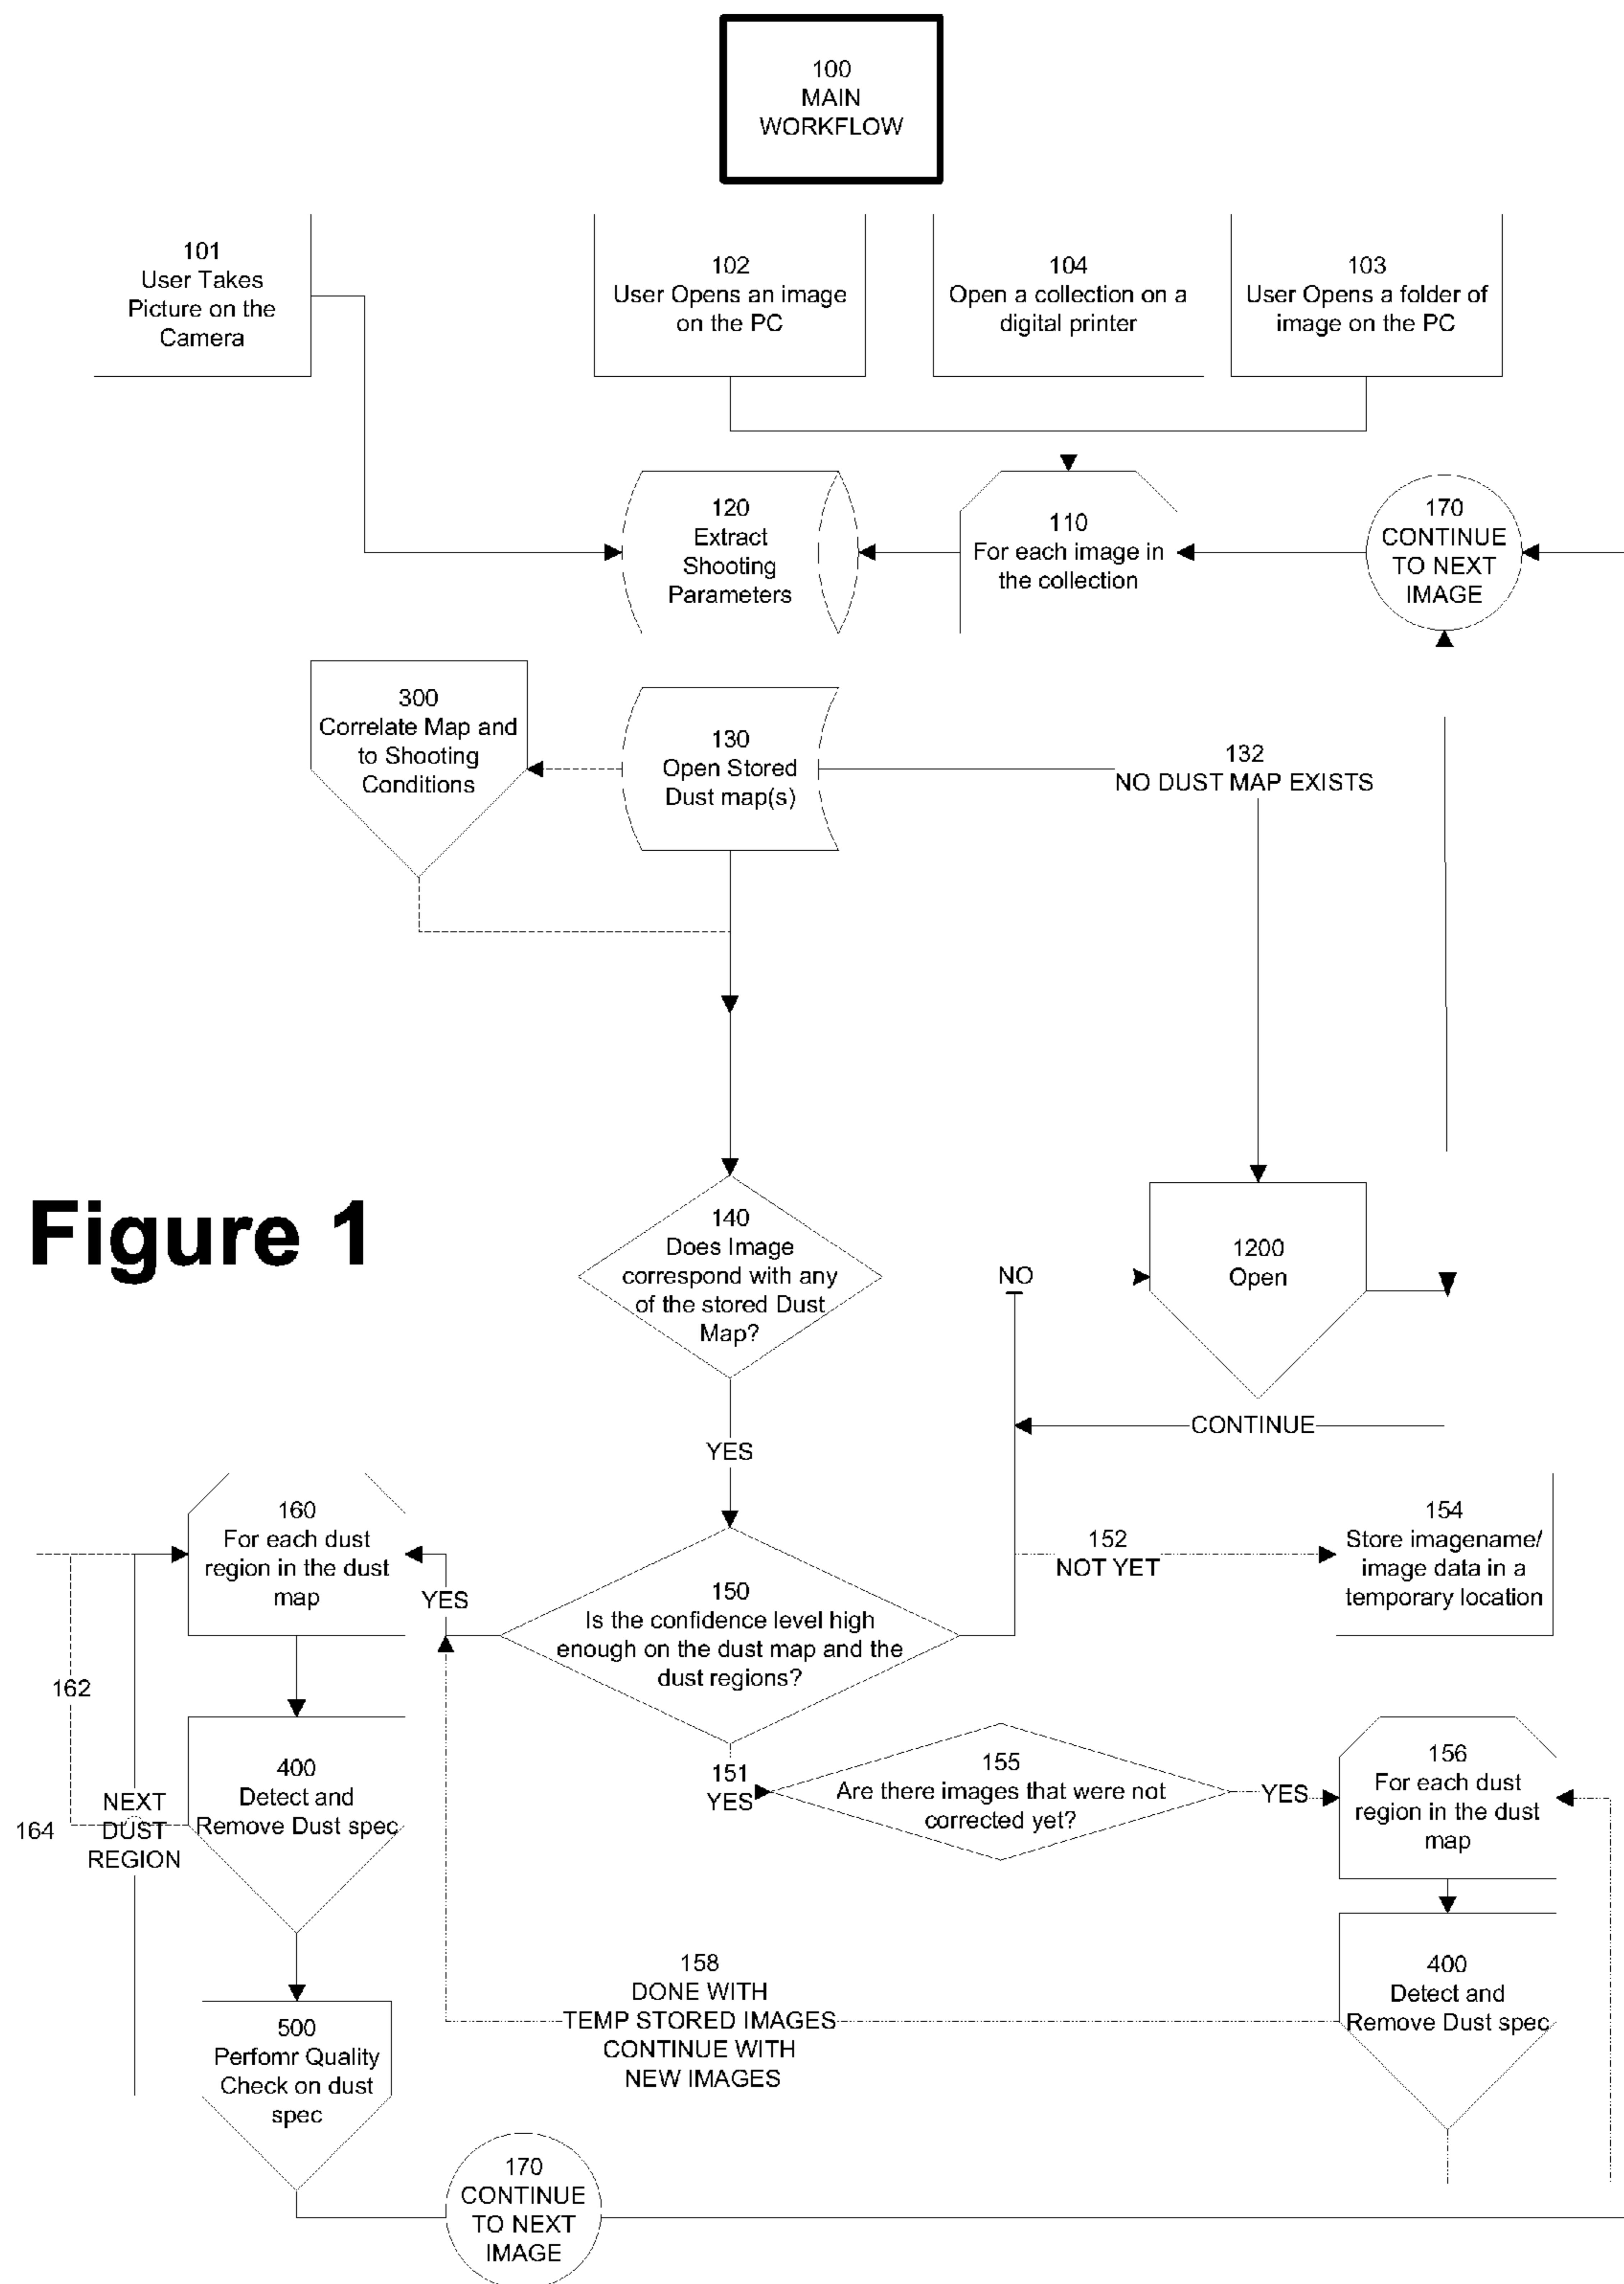 100
MAIN
WORKFLOW
101
User Takes
Picture on the
Camera
102
User Opens an image
on the PC
104
Open a collection on a
digital printer
103
User Opens a folder of
image on the PC
120
Extract
Shooting
Parameters
110
For each image in
the collection
170
CONTINUE
TO NEXT
IMAGE
300
Correlate Map and
to Shooting
Conditions
130
Open Stored
Dust map(s)
132
NO DUST MAP EXISTS
Figure 1
140
Does Image
correspond with any
of the stored Dust
Map?
NO
1200
Open
YES
CONTINUE
160
For each dust
region in the dust
map
YES
150
Is the confidence level high
enough on the dust map and the
dust regions?
152
NOT YET
154
Store imagename/
image data in a
temporary location
162
164
NEXT
DUST
REGION
400
Detect and
Remove Dust spec
151
YES
155
Are there images that were not
corrected yet?
YES
156
For each dust
region in the dust
map
158
DONE WITH
TEMP STORED IMAGES
CONTINUE WITH
NEW IMAGES
400
Detect and
Remove Dust spec
500
Perfomr Quality
Check on dust
spec
170
CONTINUE
TO NEXT
IMAGE